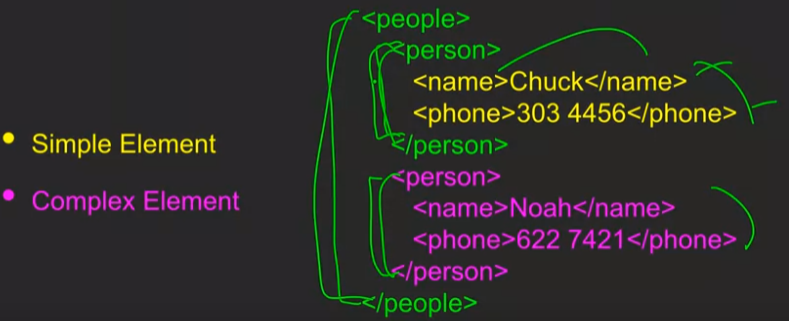 • Simple Element
• Complex Element
<people>
<person>
<name>Chuck</name>
<phone>303 4456</phone>
</person>
<person>
<name>Noah</name>
<phone>622 7421</phone>
</person>
</people>